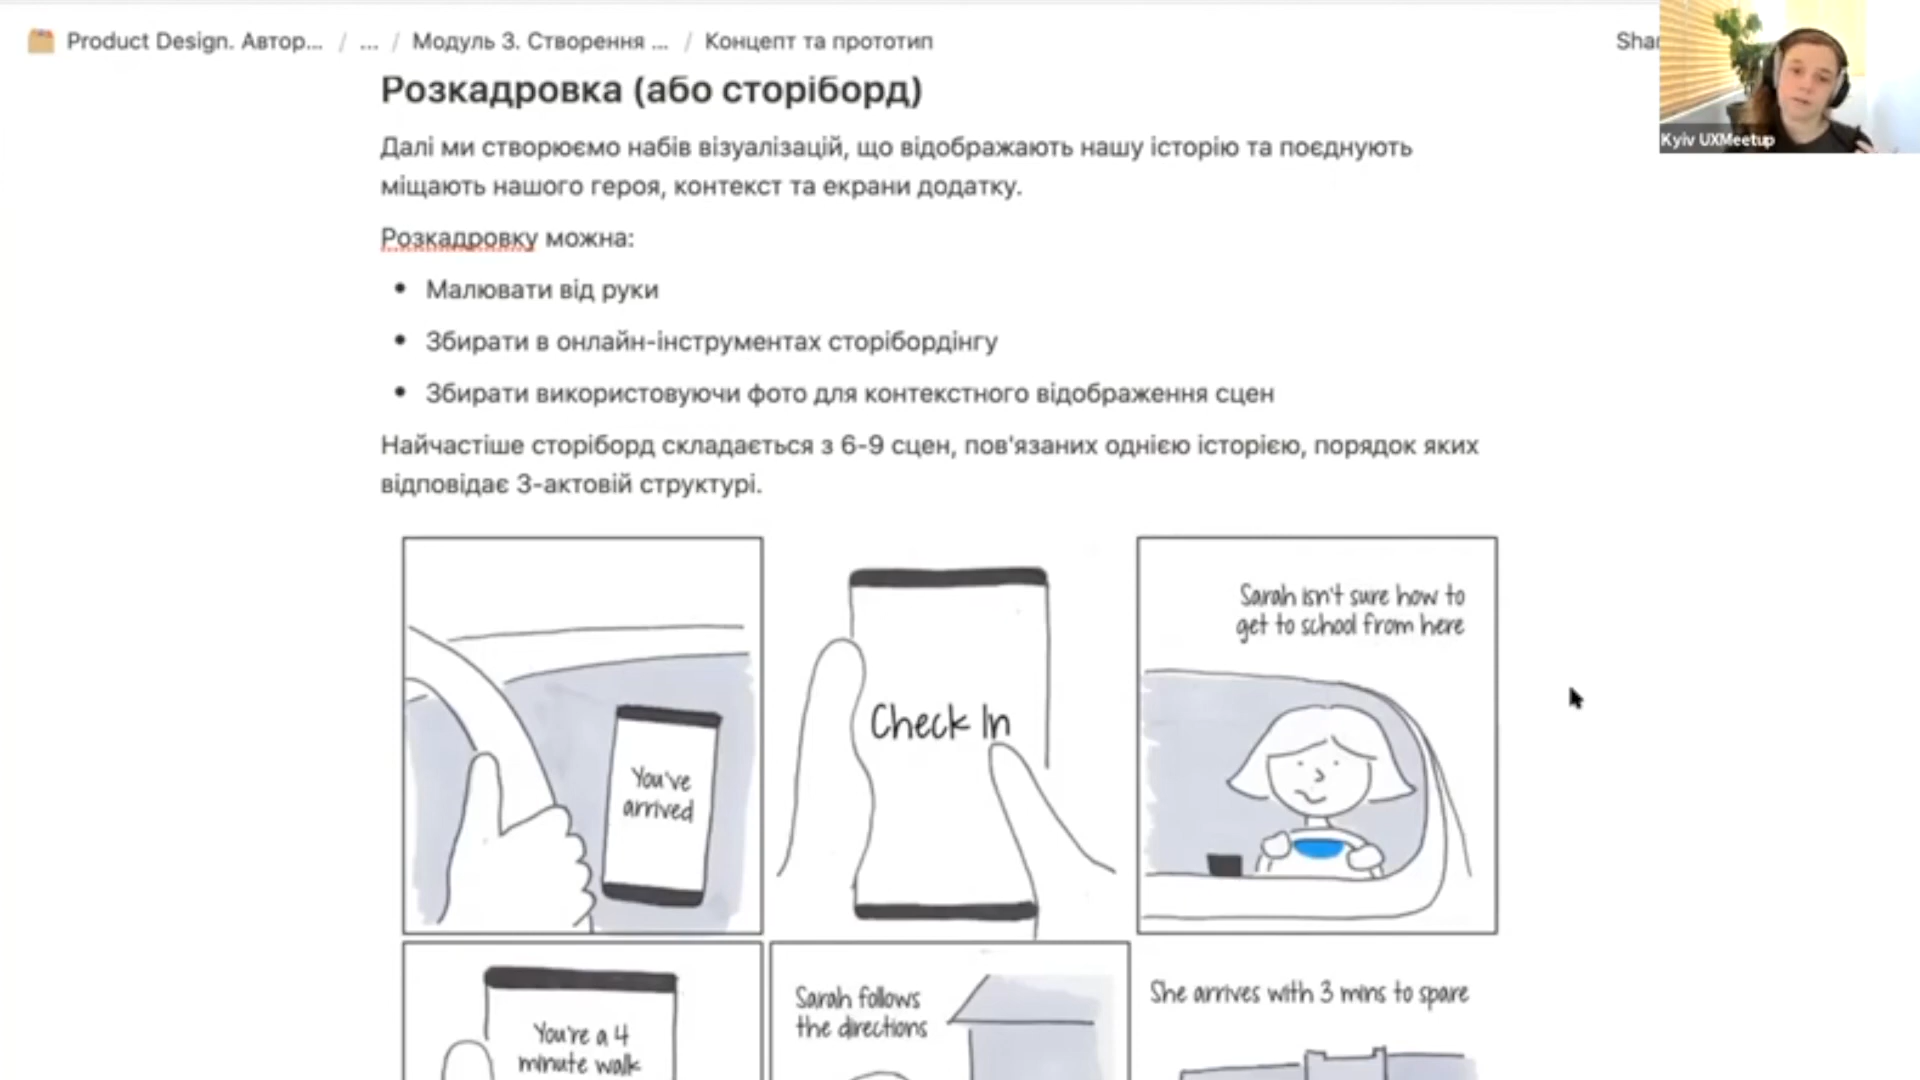 Product Design. Автор... / ... / Модуль 3. Створення ... / Концепт та прототип
Розкадровка (або сторіборд)
Далі ми створюємо набів візуалізацій, що відображають нашу історію та поєднують
міщають нашого героя, контекст та екрани додатку.
Розкадровку можна:
Малювати від руки
Збирати в онлайн-інструментах сторібордінгу
Збирати використовуючи фото для контекстного відображення сцен
Найчастіше сторіборд складається з 6-9 сцен, пов'язаних однією історією, порядок яких
відповідає 3-актовій структурі.
You've
arrived
Check In
Sarah isn't sure how to
get to school from here
You're a 4
minute walk
Sarah follows
the directions
She arrives with 3 mins to spare
Kyiv UXMeetup